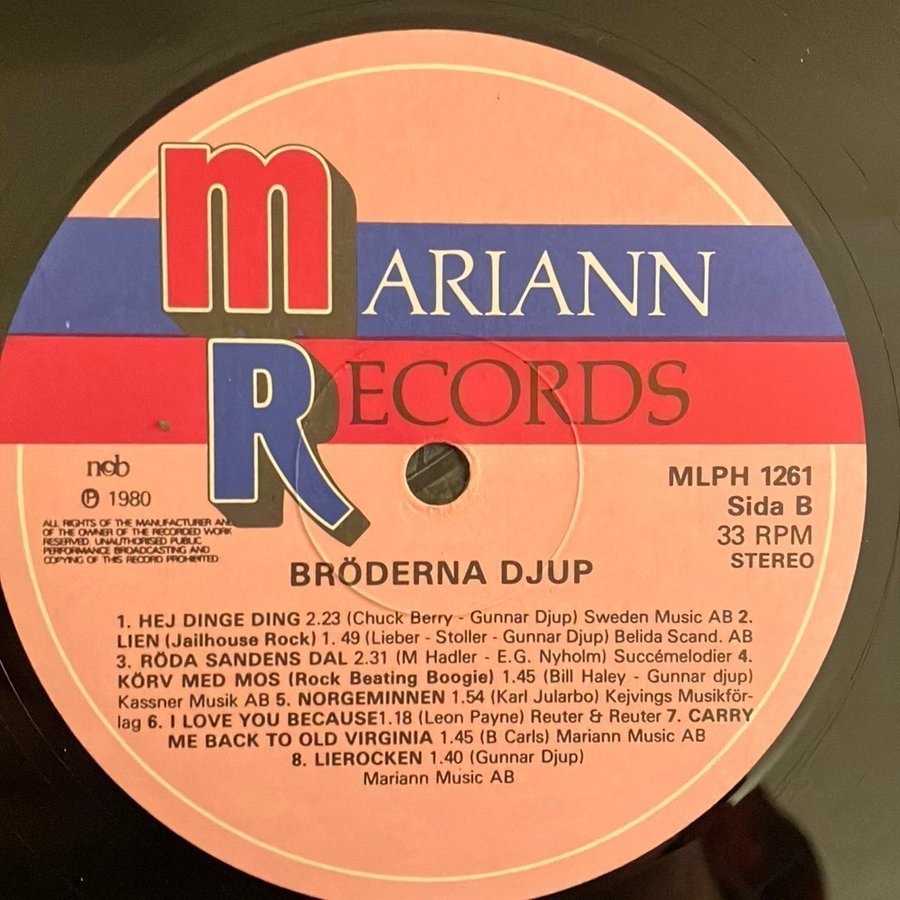 MARIANN
RECORDS
ncb
Ⓟ 1980
ALL RIGHTS OF THE MANUFACTURER AND
OF THE OWNER OF THE RECORDED WORK
RESERVED. UNAUTHORISED PUBLIC
PERFORMANCE BROADCASTING AND
COPYING OF THIS RECORD PROHIBITED
MLPH 1261
Sida B
33 RPM
STEREO
BRÖDERNA DJUP
1. HEJ DINGE DING 2.23 (Chuck Berry - Gunnar Djup) Sweden Music AB 2.
LIEN (Jailhouse Rock) 1. 49 (Lieber - Stoller - Gunnar Djup) Belida Scand. AB
3. RÖDA SANDENS DAL 2.31 (M Hadler - E.G. Nyholm) Succémelodier 4.
KÖRV MED MOS (Rock Beating Boogie) 1.45 (Bill Haley - Gunnar djup)
Kassner Musik AB 5. NORGEMINNEN 1.54 (Karl Jularbo) Kejvings Musikför-
lag 6. I LOVE YOU BECAUSE1.18 (Leon Payne) Reuter & Reuter 7. CARRY
ME BACK TO OLD VIRGINIA 1.45 (B Carls) Mariann Music AB
8. LIEROCKEN 1.40 (Gunnar Djup)
Mariann Music AB